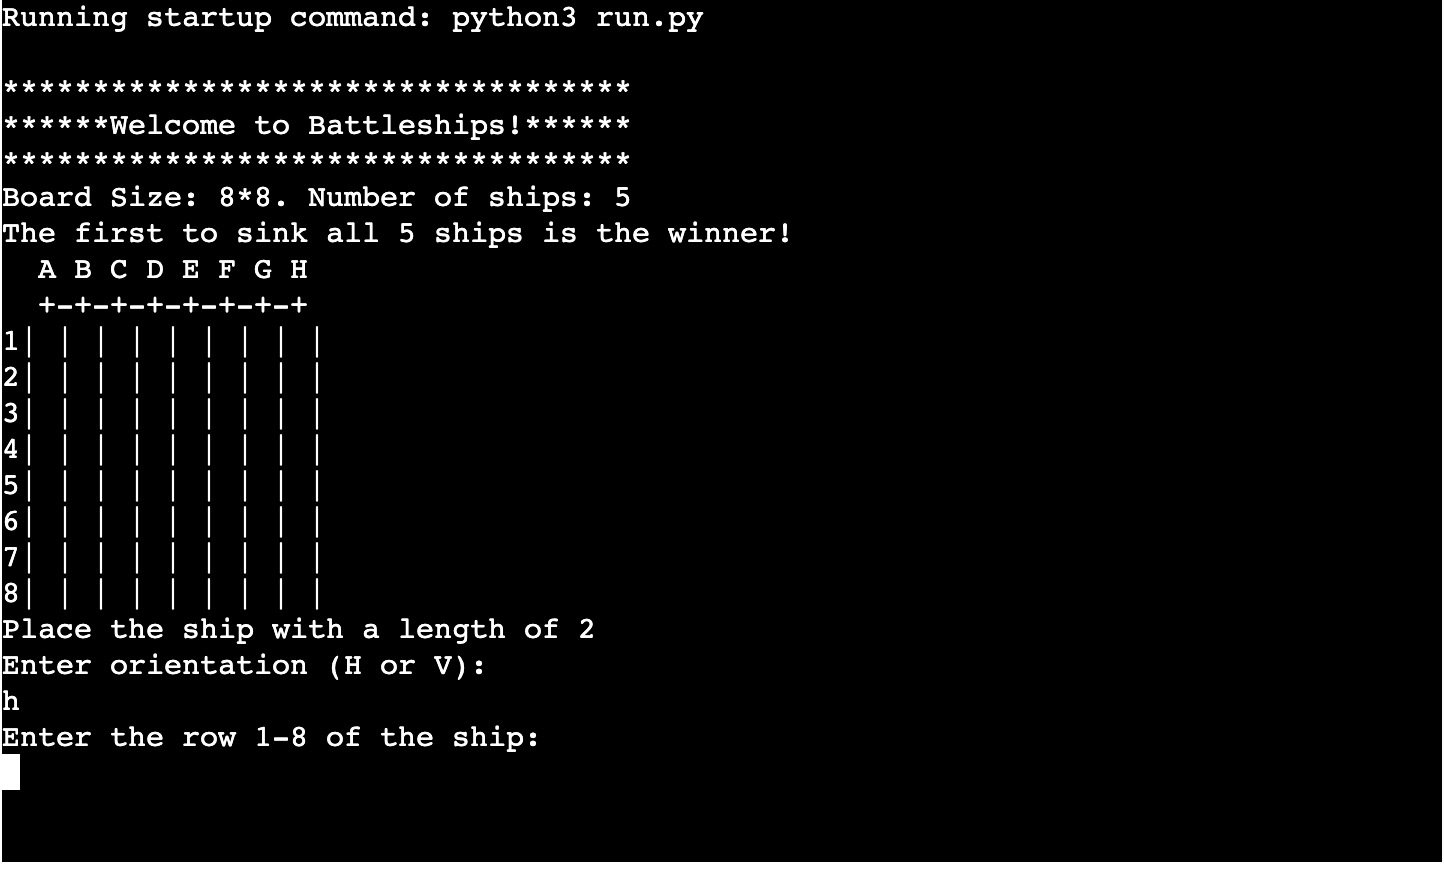 Running startup command: python3 run.py
***********************************
******Welcome to Battleships!******
***********************************
Board Size: 8*8. Number of ships: 5
The first to sink all 5 ships is the winner!
  A B C D E F G H
  +-+-+-+-+-+-+-+
1| | | | | | | | |
2| | | | | | | | |
3| | | | | | | | |
4| | | | | | | | |
5| | | | | | | | |
6| | | | | | | | |
7| | | | | | | | |
8| | | | | | | | |
Place the ship with a length of 2
Enter orientation (H or V):
h
Enter the row 1-8 of the ship: